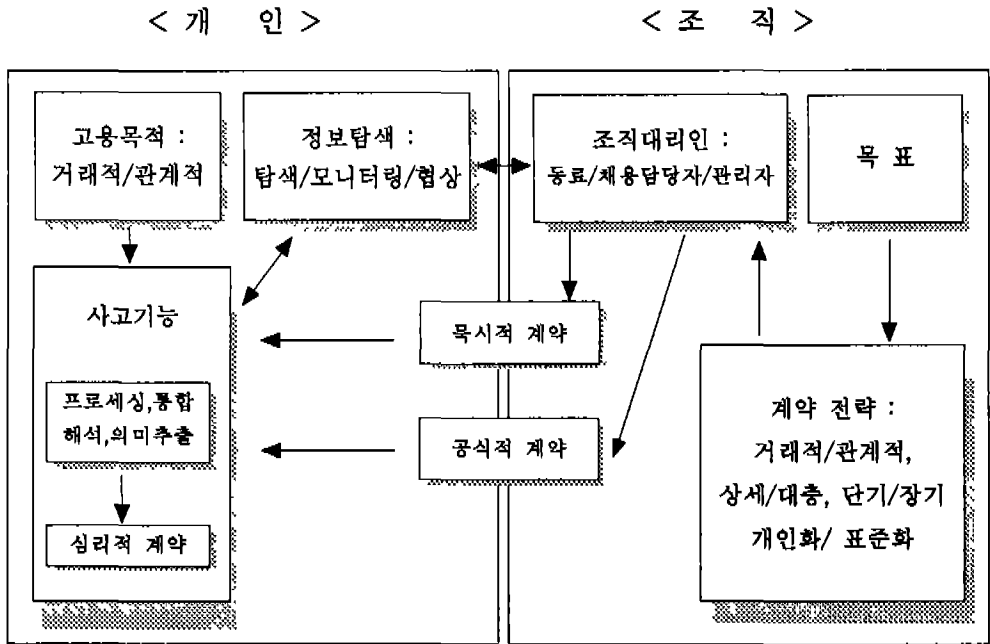 < 개 인 >
< 조 직 >
고용목적 :
거래적/관계적
정보탐색 :
탐색/모니터링/협상
조직대리인 :
동료/채용담당자/관리자
목 표
사고기능
프로세싱,통합
해석,의미추출
심리적 계약
묵시적 계약
공식적 계약
계약 전략 :
거래적/관계적,
상세/대충, 단기/장기
개인화/ 표준화